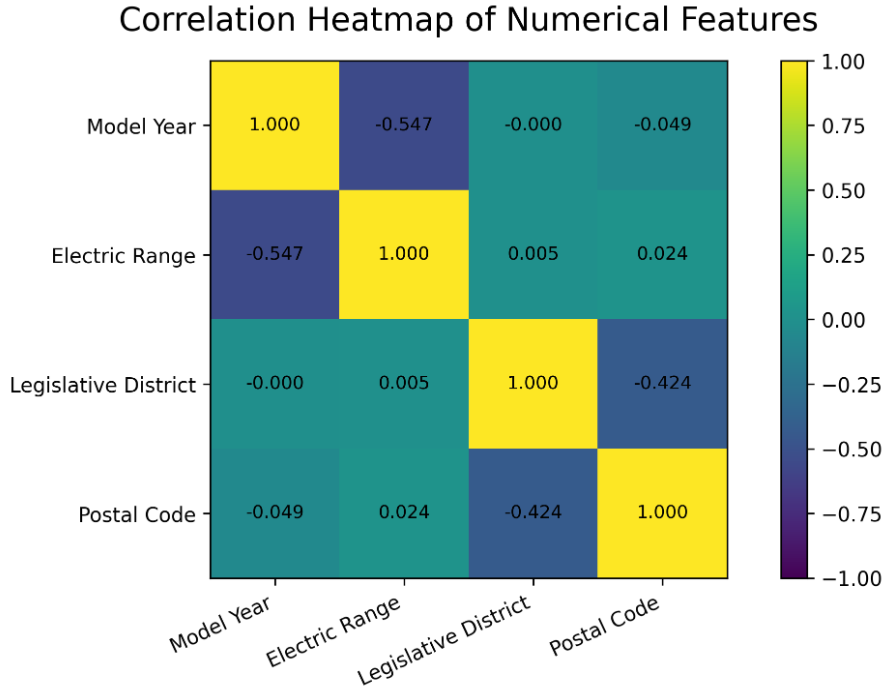 Correlation Heatmap of Numerical Features
Model Year 1.000 -0.547 -0.000 -0.049
Electric Range -0.547 1.000 0.005 0.024
Legislative District -0.000 0.005 1.000 -0.424
Postal Code -0.049 0.024 -0.424 1.000
Model Year Electric Range Legislative District Postal Code
1.00
0.75
0.50
0.25
0.00
−0.25
−0.50
−0.75
−1.00